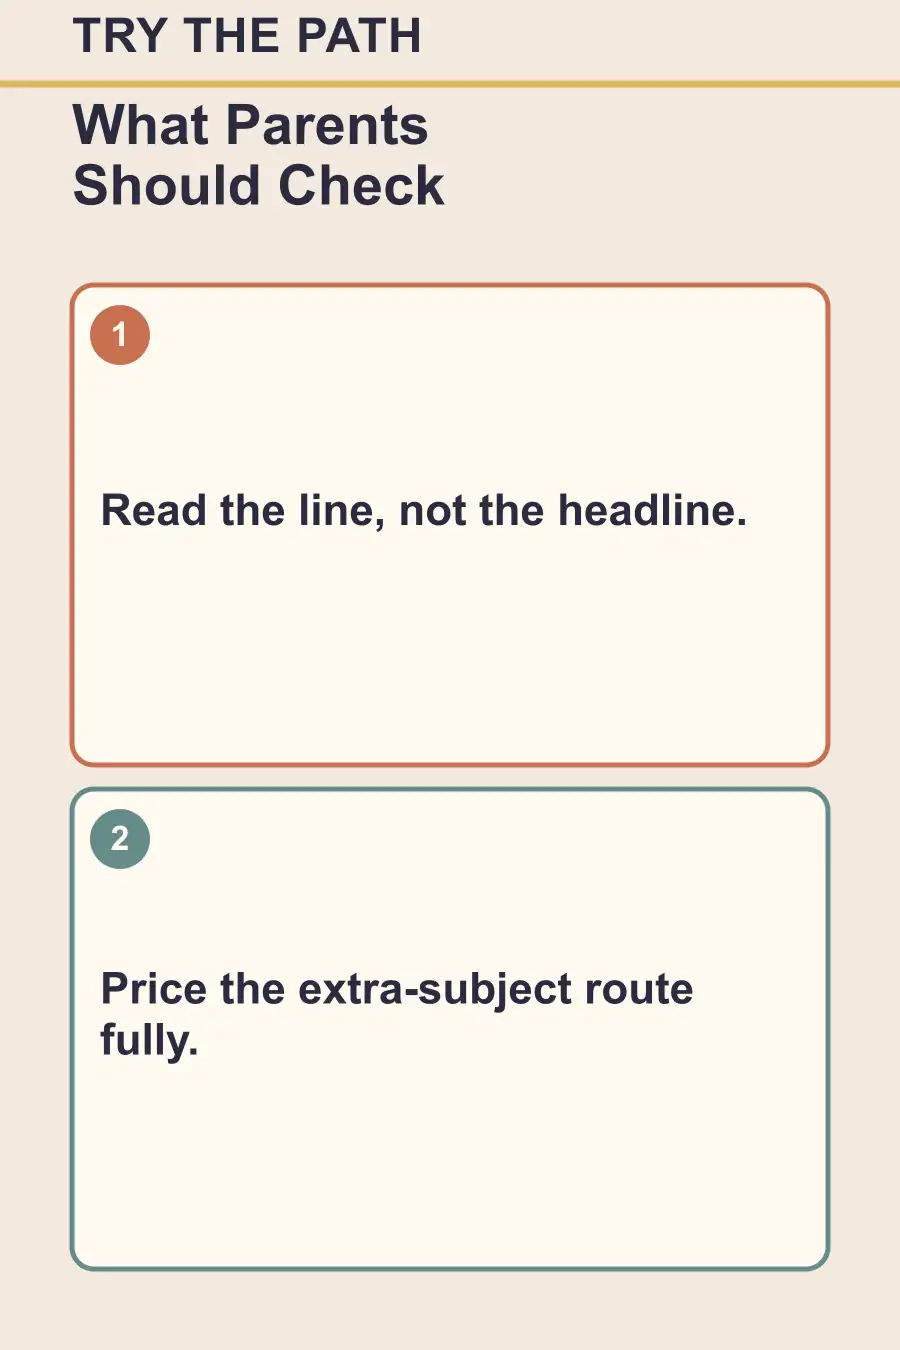 TRY THE PATH
What Parents
Should Check
1
Read the line, not the headline.
2
Price the extra-subject route
fully.